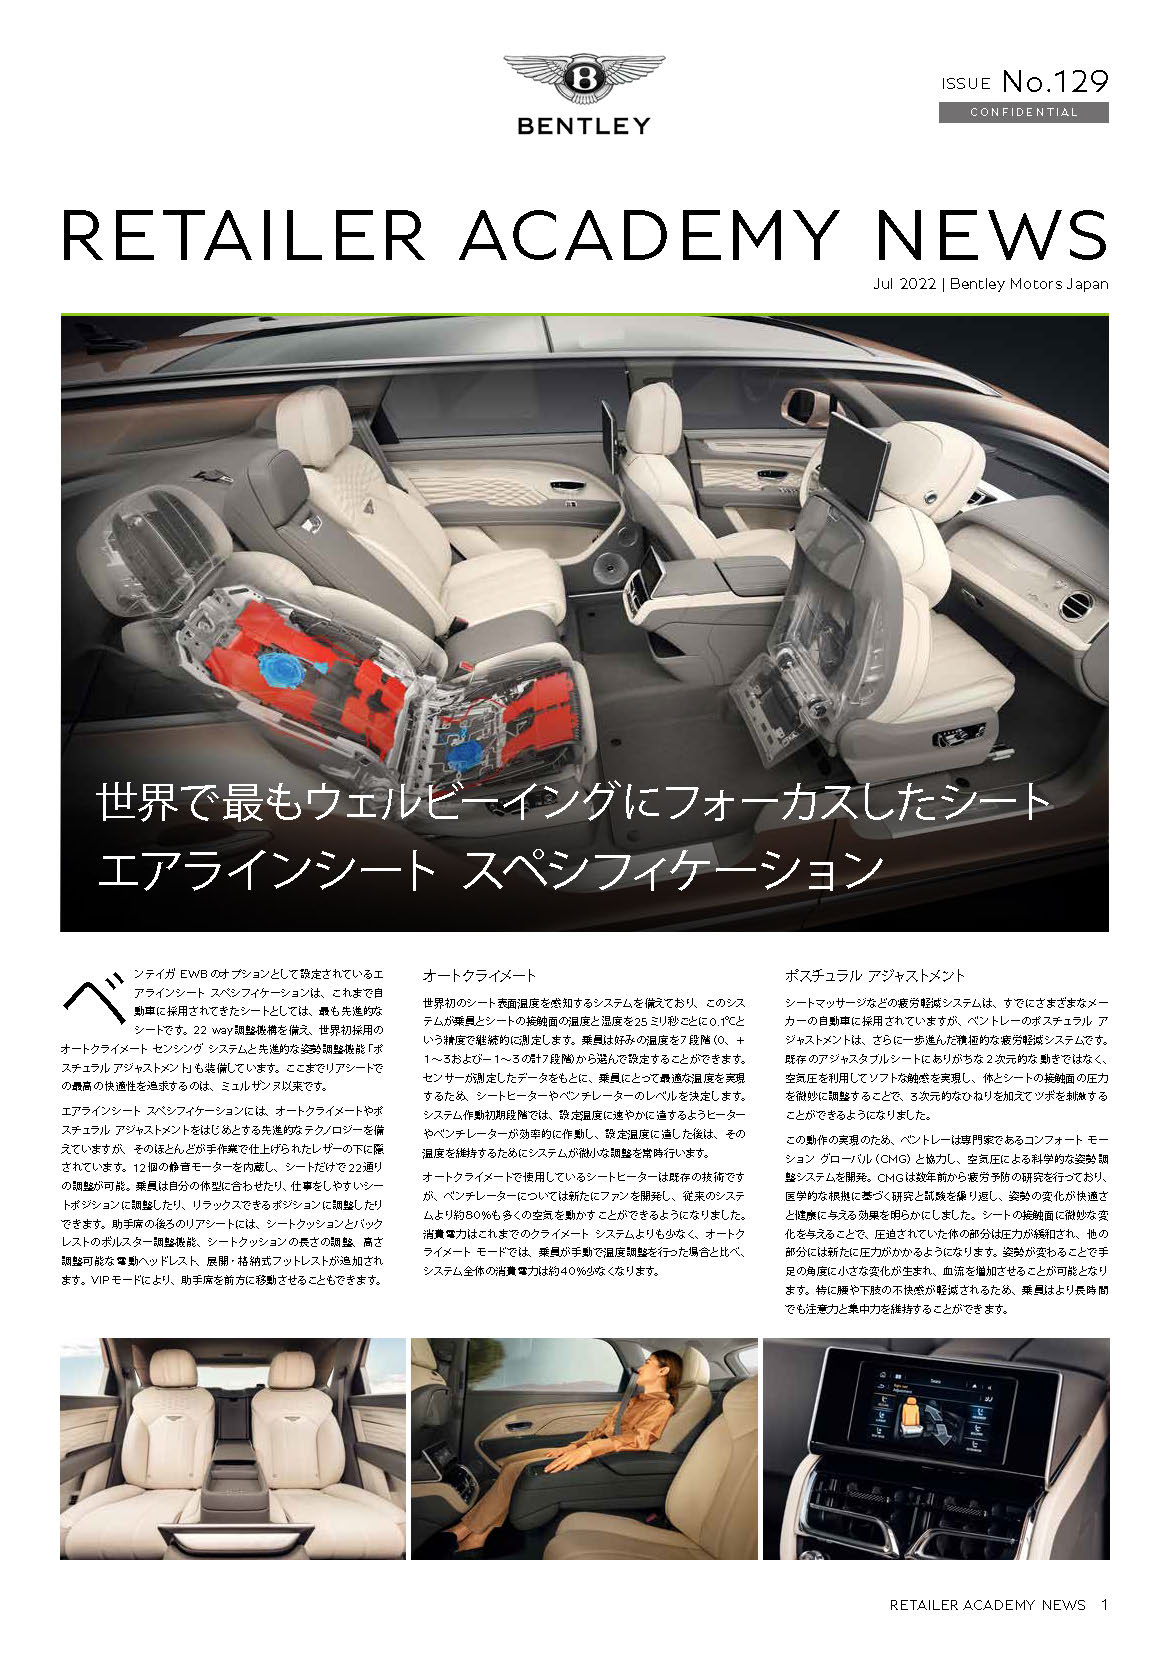 BENTLEY
ISSUE No.129
CONFIDENTIAL
RETAILER ACADEMY NEWS
Jul 2022 | Bentley Motors Japan
世界で最もウェルビーイングにフォーカスしたシート
エアラインシート スペシフィケーション
ベンテイガ EWBのオプションとして設定されているエ
アラインシート スペシフィケーションは、これまで自
動車に採用されてきたシートとしては、最も先進的な
シートです。22 way調整機構を備え、世界初採用の
オートクライメート センシング システムと先進的な姿勢調整機能「ポ
スチュラル アジャストメント」も装備しています。ここまでリアシートで
の最高の快適性を追求するのは、ミュルザンヌ以来です。
エアラインシート スペシフィケーションには、オートクライメートやポ
スチュラル アジャストメントをはじめとする先進的なテクノロジーを備
えていますが、そのほとんどが手作業で仕上げられたレザーの下に隠
されています。12個の静音モーターを内蔵し、シートだけで22通り
の調整が可能。乗員は自分の体型に合わせたり、仕事をしやすいシー
トポジションに調整したり、リラックスできるポジションに調整したり
できます。助手席の後ろのリアシートには、シートクッションとバック
レストのボルスター調整機能、シートクッションの長さの調整、高さ
調整可能な電動ヘッドレスト、展開・格納式フットレストが追加され
ます。VIPモードにより、助手席を前方に移動させることもできます。
オートクライメート
世界初のシート表面温度を感知するシステムを備えており、このシス
テムが乗員とシートの接触面の温度と湿度を25ミリ秒ごとに0.1℃と
いう精度で継続的に測定します。乗員は好みの温度を7段階（0、＋
1～3および－1～3の計7段階）から選んで設定することができます。
センサーが測定したデータをもとに、乗員にとって最適な温度を実現
するため、シートヒーターやベンチレーターのレベルを決定します。
システム作動初期段階では、設定温度に速やかに達するようヒーター
やベンチレーターが効率的に作動し、設定温度に達した後は、その
温度を維持するためにシステムが微小な調整を常時行います。
オートクライメートで使用しているシートヒーターは既存の技術です
が、ベンチレーターについては新たにファンを開発し、従来のシステ
ムより約80%も多くの空気を動かすことができるようになりました。
消費電力はこれまでのクライメート システムよりも少なく、オートク
ライメート モードでは、乗員が手動で温度調整を行った場合と比べ、
システム全体の消費電力は約40%少なくなります。
ポスチュラル アジャストメント
シートマッサージなどの疲労軽減システムは、すでにさまざまなメー
カーの自動車に採用されていますが、ベントレーのポスチュラル ア
ジャストメントは、さらに一歩進んだ積極的な疲労軽減システムです。
既存のアジャスタブルシートにありがちな2次元的な動きではなく、
空気圧を利用してソフトな触感を実現し、体とシートの接触面の圧力
を微妙に調整することで、3次元的なひねりを加えてツボを刺激する
ことができるようになりました。
この動作の実現のため、ベントレーは専門家であるコンフォート モー
ション グローバル（CMG）と協力し、空気圧による科学的な姿勢調
整システムを開発。CMGは数年前から疲労予防の研究を行っており、
医学的な根拠に基づく研究と試験を繰り返し、姿勢の変化が快適さ
と健康に与える効果を明らかにしました。シートの接触面に微妙な変
化を与えることで、圧迫されていた体の部分は圧力が緩和され、他の
部分には新たに圧力がかかるようになります。姿勢が変わることで手
足の角度に小さな変化が生まれ、血流を増加させることが可能となり
ます。特に腰や下肢の不快感が軽減されるため、乗員はより長時間
でも注意力と集中力を維持することができます。
Seats
RETAILER ACADEMY NEWS 1